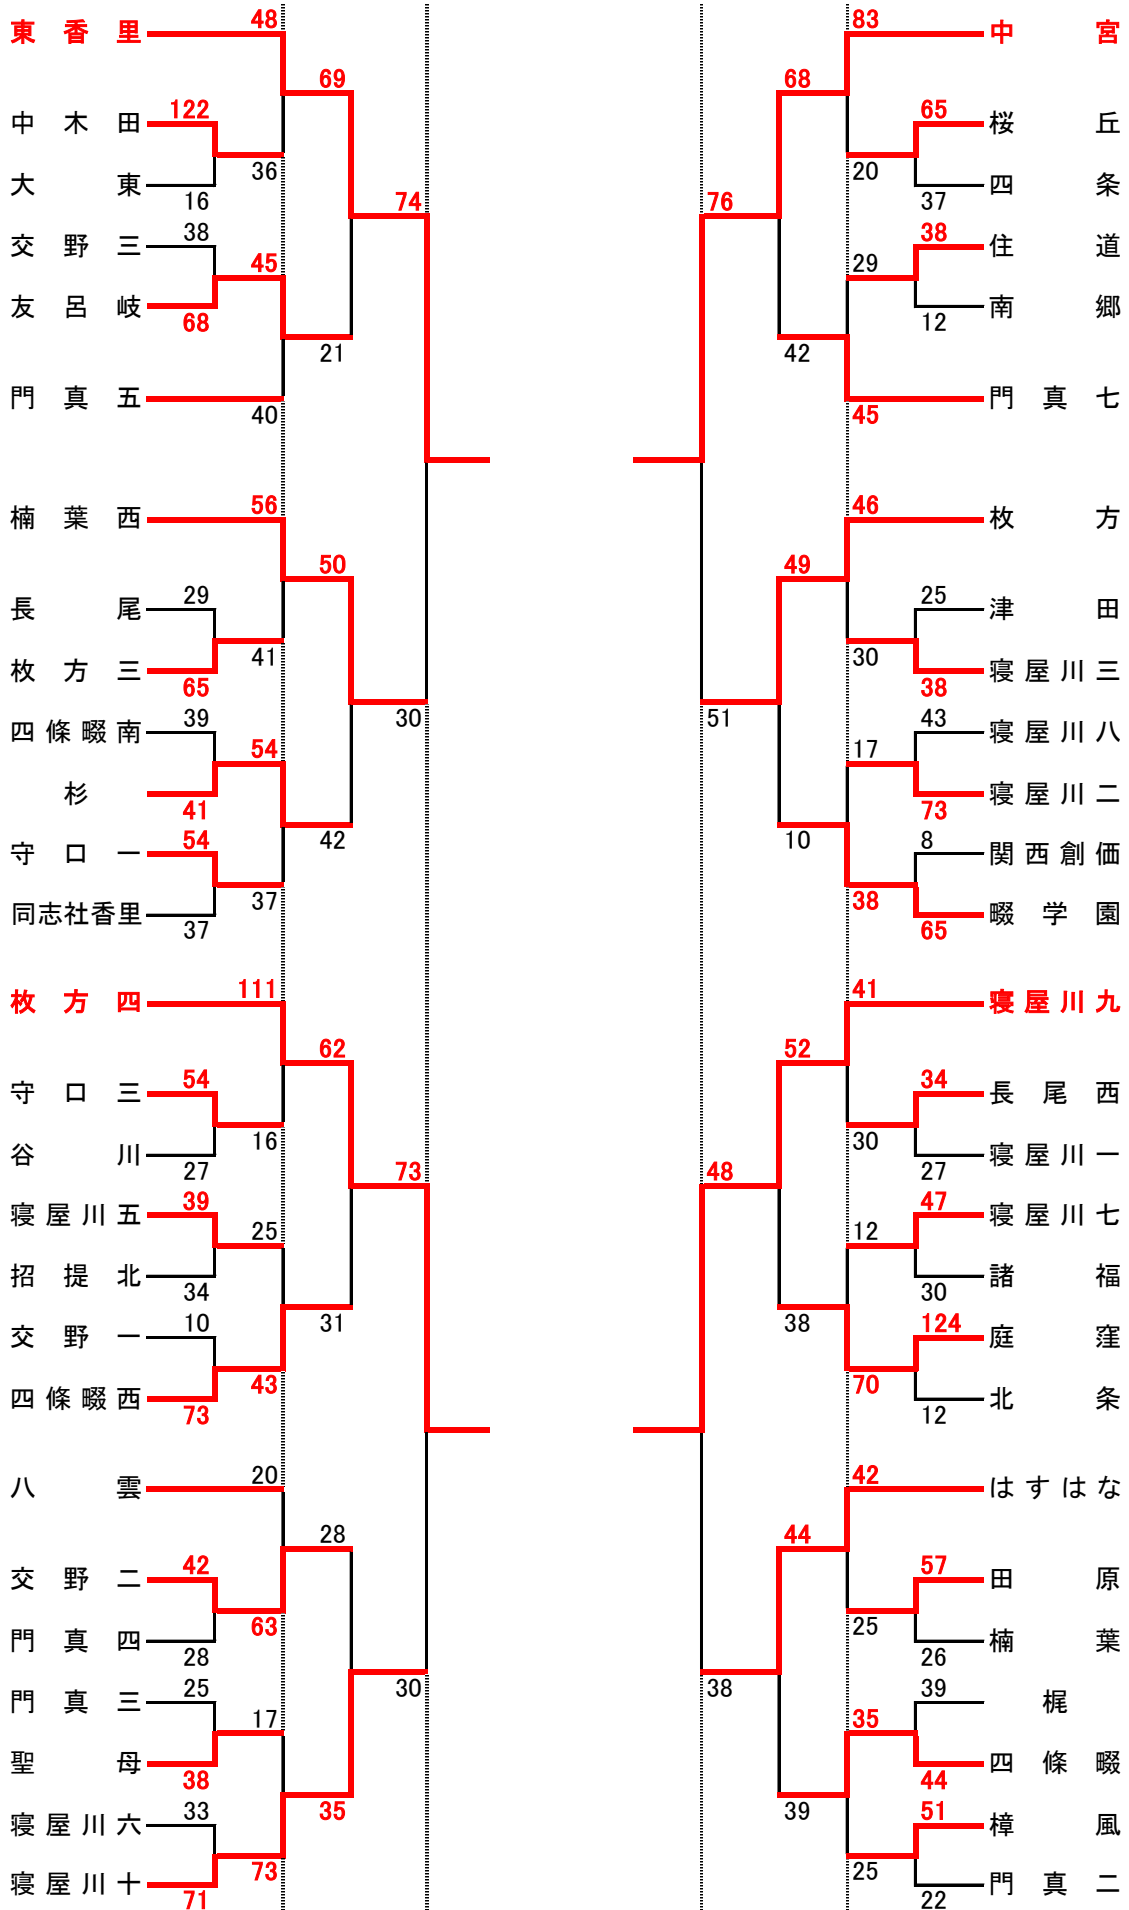 48 83
東香里 中宮
69 68
122 65
中木田 桜丘
36 20
大東 四条
16 74 76 37
38 38
交野三 住道
45 29
友呂岐 南郷
68 12
21 42
門真五 門真七
40 45
56 46
楠葉西 枚方
50 49
29 25
長尾 津田
41 30
枚方三 寝屋川三
65 38
39 30 51 43
四條畷南 寝屋川八
54 17
杉 寝屋川二
41 73
54 42 10 8
守口一 関西創価
37 38
同志社香里 畷学園
37 65
111 41
枚方四 寝屋川九
62 52
54 34
守口三 長尾西
16 30
谷川 寝屋川一
27 73 48 27
39 47
寝屋川五 寝屋川七
25 12
招提北 諸福
34 30
10 31 38 124
交野一 庭窪
43 70
四條畷西 北条
73 12
20 42
八雲 はすはな
28 44
42 57
交野二 田原
63 25
門真四 楠葉
28 26
25 30 38 39
門真三 梶
17 35
聖母 四條畷
38 44
33 35 39 51
寝屋川六 樟風
73 25
寝屋川十 門真二
71 22